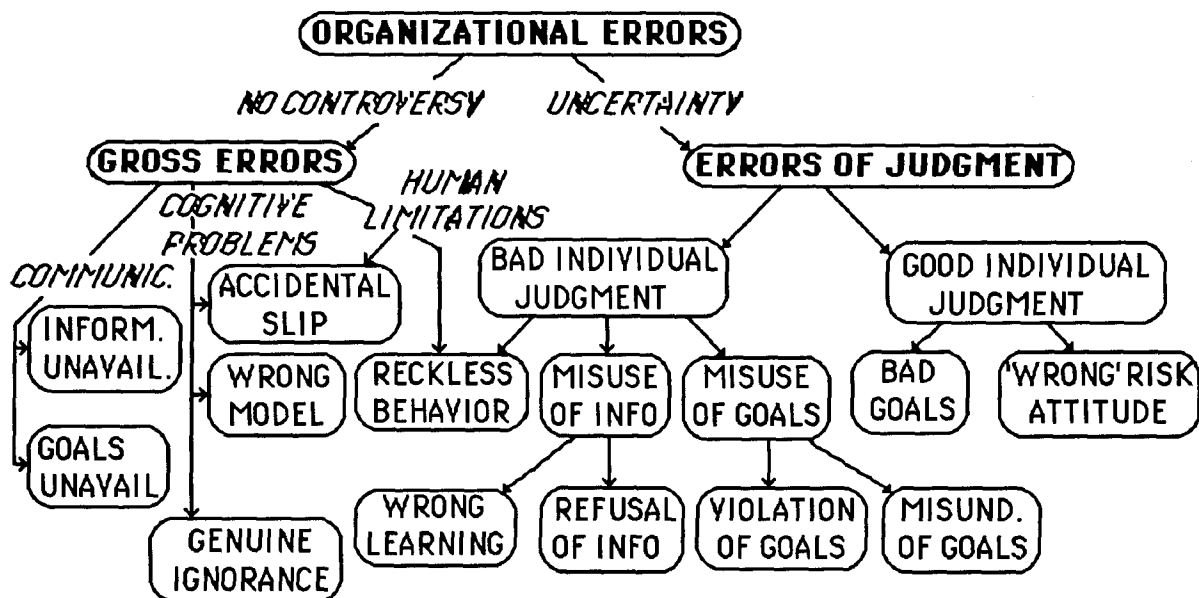 ORGANIZATIONAL ERRORS
NO CONTROVERSY
UNCERTAINTY
GROSS ERRORS
ERRORS OF JUDGMENT
COGNITIVE
PROBLEMS
HUMAN
LIMITATIONS
COMMUNIC.
ACCIDENTAL
SLIP
BAD INDIVIDUAL
JUDGMENT
GOOD INDIVIDUAL
JUDGMENT
INFORM.
UNAVAIL.
WRONG
MODEL
RECKLESS
BEHAVIOR
MISUSE
OF INFO
MISUSE
OF GOALS
BAD
GOALS
'WRONG' RISK
ATTITUDE
GOALS
UNAVAIL
GENUINE
IGNORANCE
WRONG
LEARNING
REFUSAL
OF INFO
VIOLATION
OF GOALS
MISUND.
OF GOALS